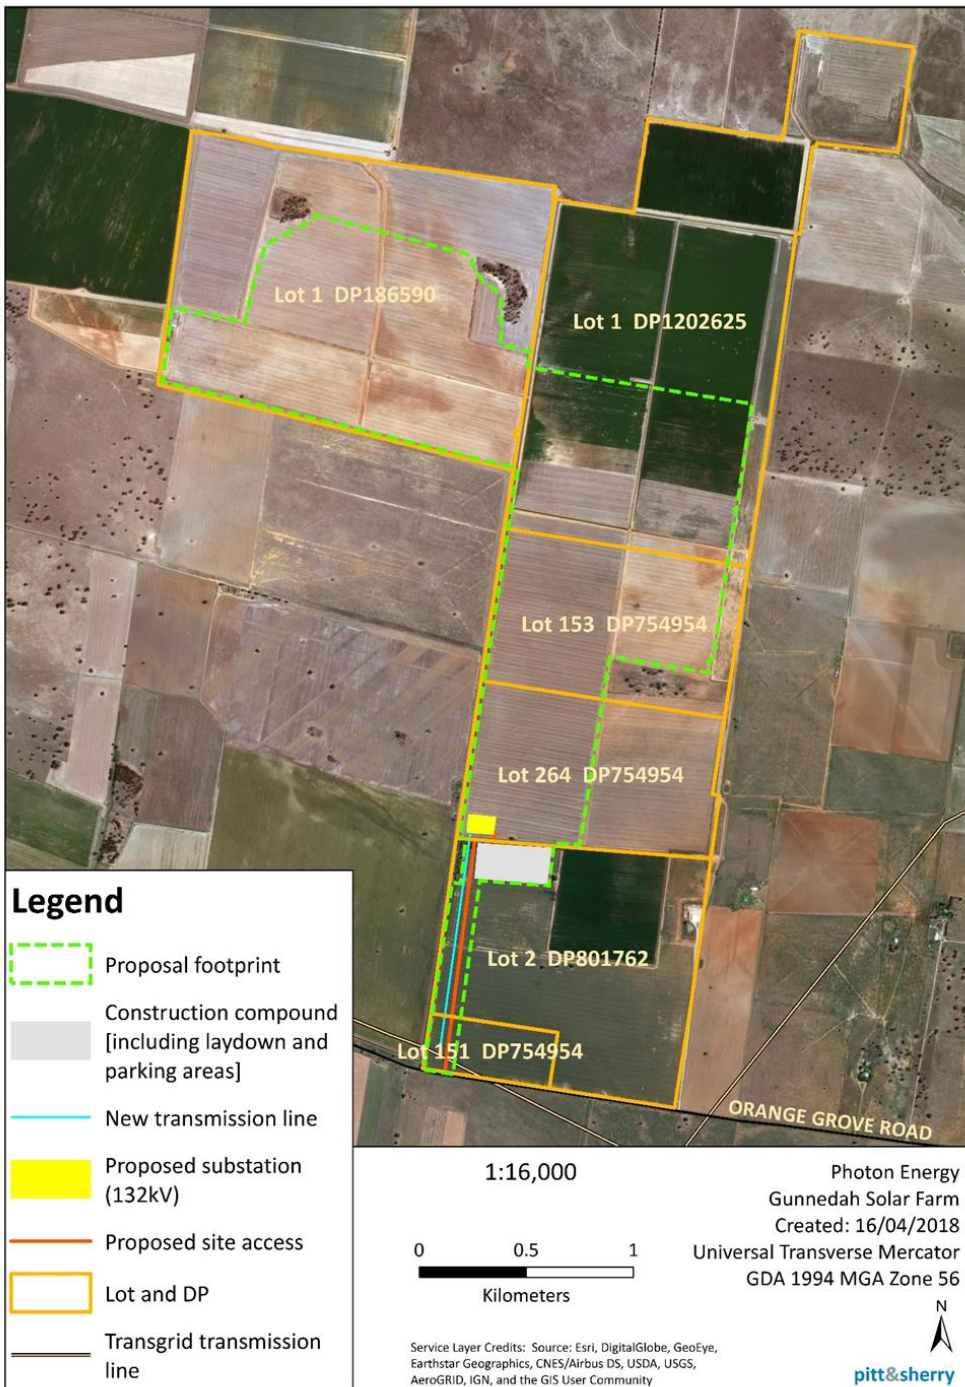 Lot 1 DP186590
Lot 1 DP1202625
Lot 153 DP754954
Lot 264 DP754954
Lot 2 DP801762
Lot 151 DP754954
ORANGE GROVE ROAD
Legend
Proposal footprint
Construction compound
[including laydown and
parking areas]
New transmission line
Proposed substation
(132kV)
Proposed site access
Lot and DP
Transgrid transmission
line
1:16,000
0 0.5 1
Kilometers
Photon Energy
Gunnedah Solar Farm
Created: 16/04/2018
Universal Transverse Mercator
GDA 1994 MGA Zone 56
N
Service Layer Credits: Source: Esri, DigitalGlobe, GeoEye,
Earthstar Geographics, CNES/Airbus DS, USDA, USGS,
AeroGRID, IGN, and the GIS User Community
pitt&sherry